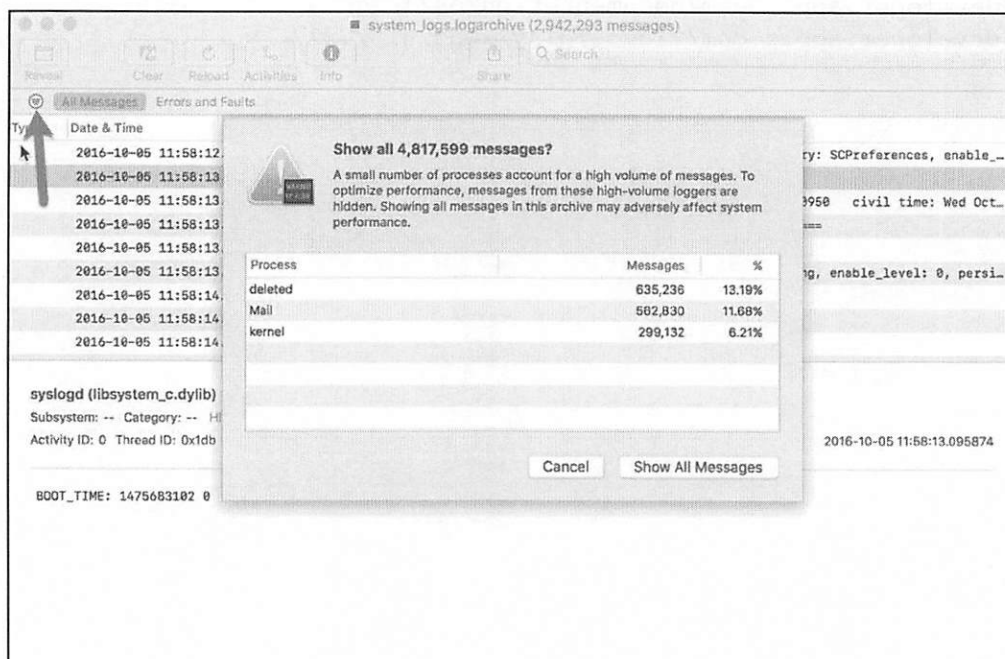 system_logs.logarchive (2,942,293 messages)
Reveal Clear Reload Activities Info Share Search
All Messages Errors and Faults
Date & Time
2016-10-05 11:58:12. ry: SCPreferences, enable_…
2016-10-05 11:58:13
2016-10-05 11:58:13. 0950 civil time: Wed Oct…
2016-10-05 11:58:13. ===
2016-10-05 11:58:13.
2016-10-05 11:58:13. ng, enable_level: 0, persi…
2016-10-05 11:58:14.
2016-10-05 11:58:14.
2016-10-05 11:58:14.
Show all 4,817,599 messages?
A small number of processes account for a high volume of messages. To
optimize performance, messages from these high-volume loggers are
hidden. Showing all messages in this archive may adversely affect system
performance.
Process Messages %
deleted 635,236 13.19%
Mail 562,830 11.68%
kernel 299,132 6.21%
Cancel Show All Messages
syslogd (libsystem_c.dylib)
Subsystem: -- Category: --
Activity ID: 0 Thread ID: 0x1db 2016-10-05 11:58:13.095874
BOOT_TIME: 1475683102 0